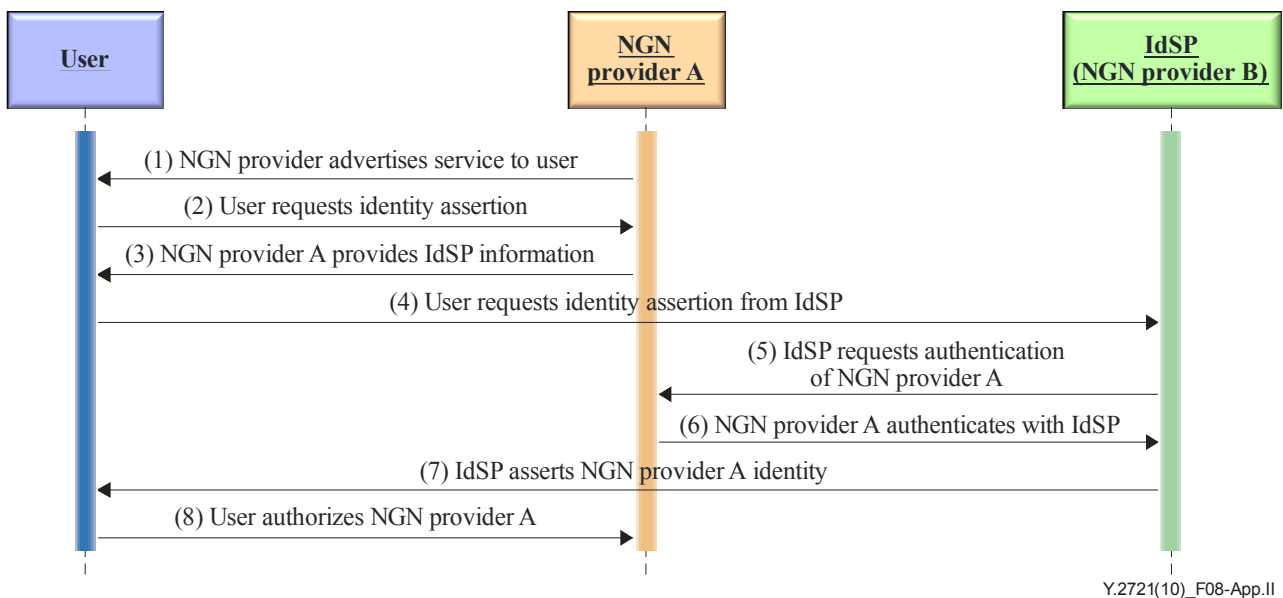 User
NGN
provider A
IdSP
(NGN provider B)
(1) NGN provider advertises service to user
(2) User requests identity assertion
(3) NGN provider A provides IdSP information
(4) User requests identity assertion from IdSP
(5) IdSP requests authentication
of NGN provider A
(6) NGN provider A authenticates with IdSP
(7) IdSP asserts NGN provider A identity
(8) User authorizes NGN provider A
Y.2721(10)_F08-App.II